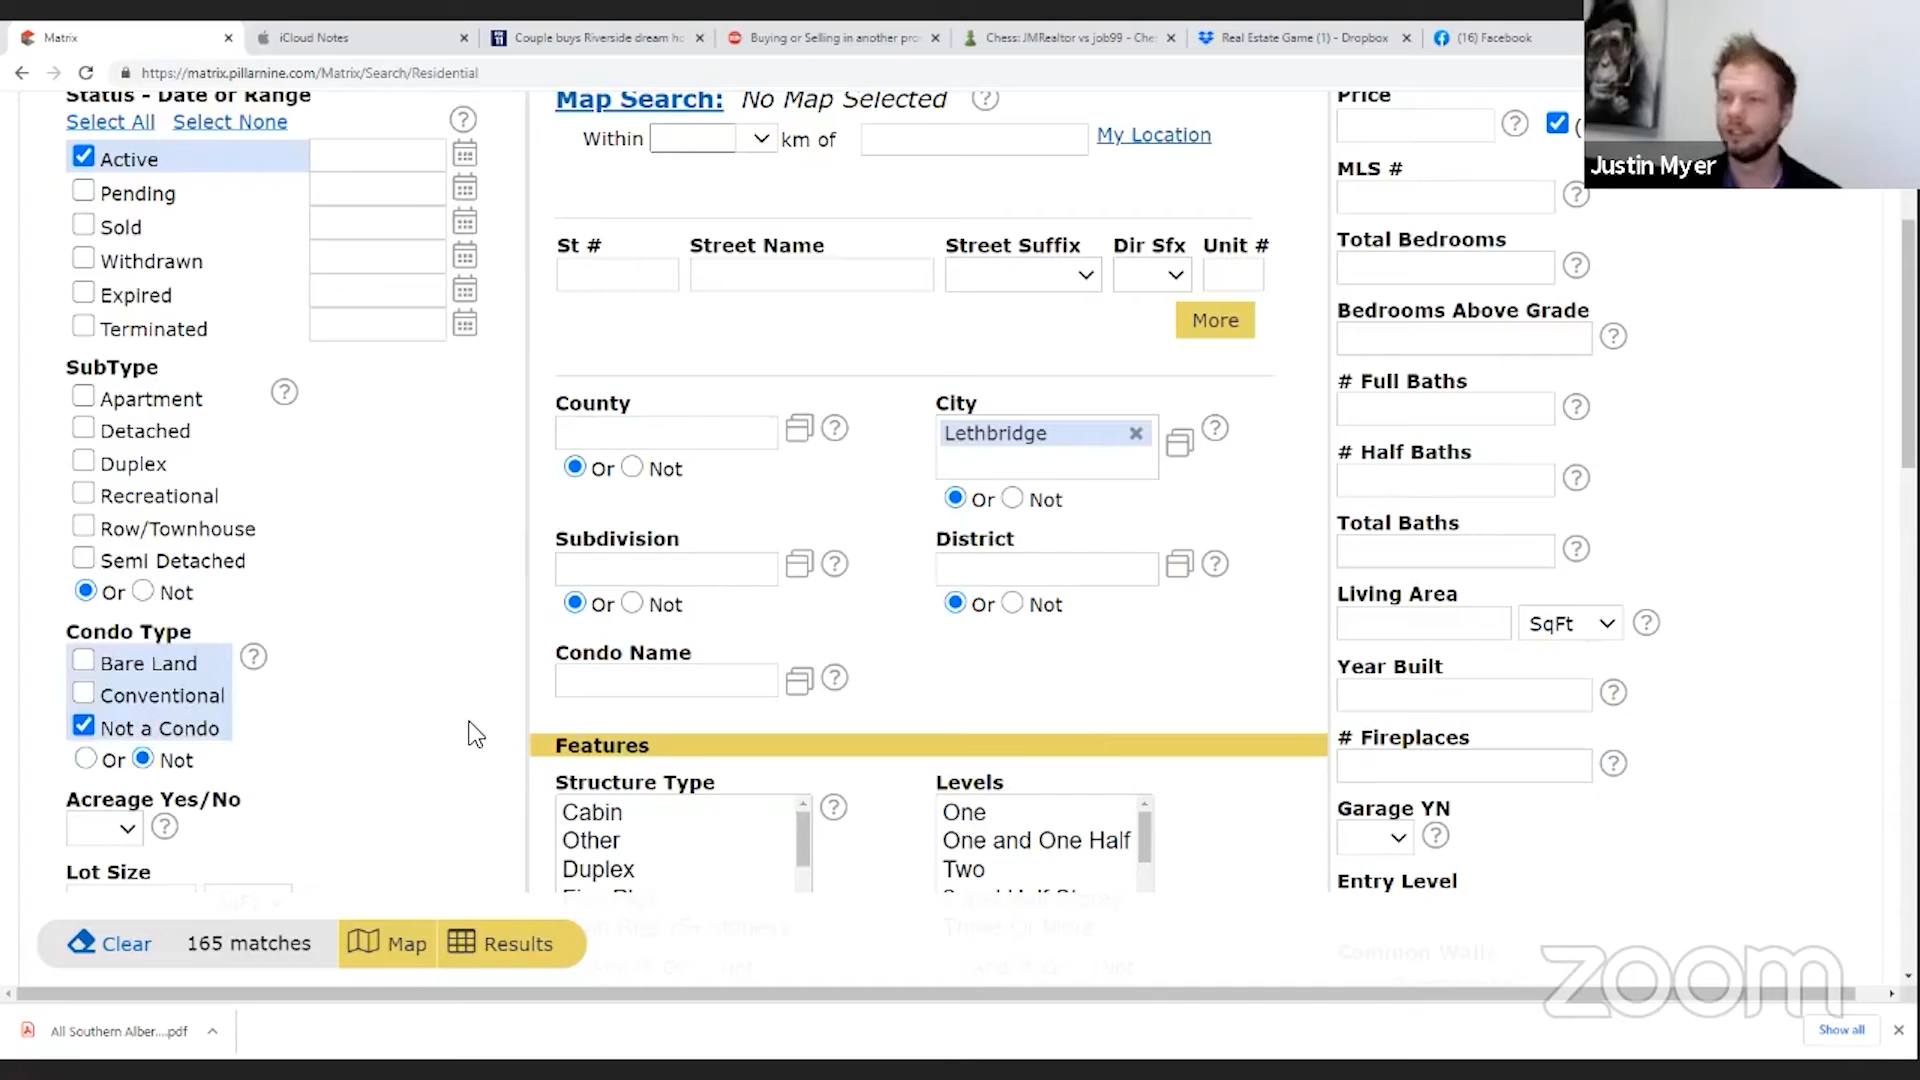 Matrix
iCloud Notes
Couple buys Riverside dream ho
Buying or Selling in another pro
Chess: JMRealtor vs job99 - Che
Real Estate Game (1) - Dropbox
(16) Facebook
https://matrix.pillarnine.com/Matrix/Search/Residential
Justin Myer
Status - Date or Range
Select All Select None
Active
Pending
Sold
Withdrawn
Expired
Terminated
SubType
Apartment
Detached
Duplex
Recreational
Row/Townhouse
Semi Detached
Or Not
Condo Type
Bare Land
Conventional
Not a Condo
Or Not
Acreage Yes/No
Lot Size
SqFt
Map Search: No Map Selected
Within km of My Location
St # Street Name Street Suffix Dir Sfx Unit #
More
County City
Lethbridge
Or Not
Or Not
Subdivision District
Or Not Or Not
Condo Name
Features
Structure Type Levels
Cabin One
Other One and One Half
Duplex Two
Three Or More
Price
(
MLS #
Total Bedrooms
Bedrooms Above Grade
# Full Baths
# Half Baths
Total Baths
Living Area
SqFt
Year Built
# Fireplaces
Garage YN
Entry Level
Common Walls
Clear 165 matches Map Results
zoom
All Southern Alber....pdf
Show all